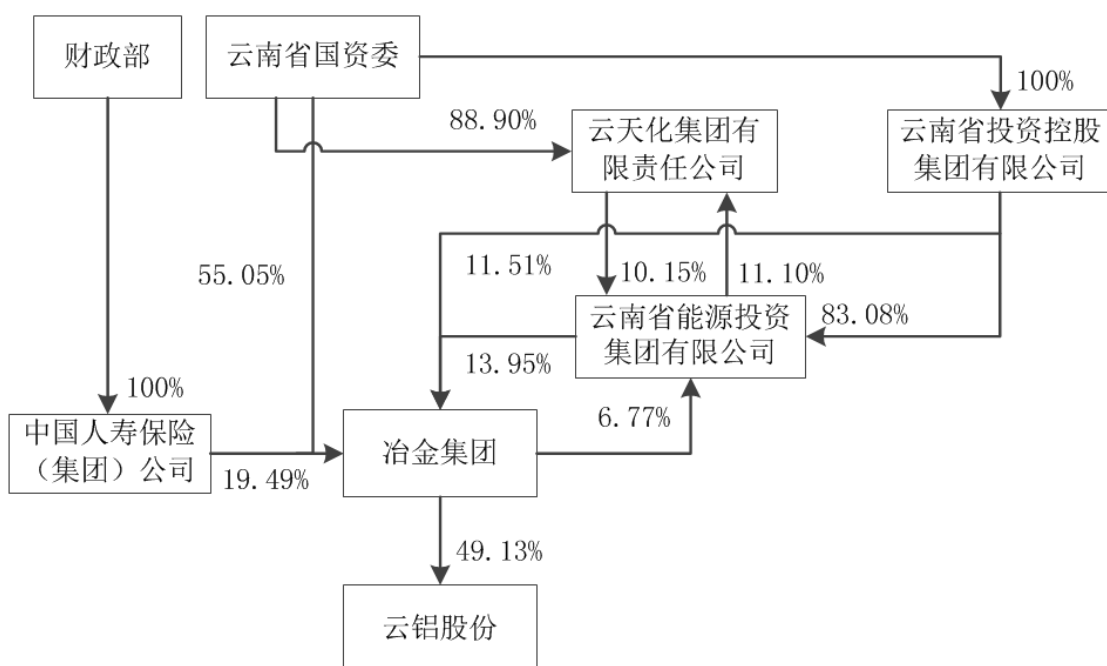 财政部
云南省国资委
100%
88.90%
云天化集团有
限责任公司
云南省投资控股
集团有限公司
55.05%
11.51%
10.15%
11.10%
云南省能源投资
集团有限公司
83.08%
13.95%
100%
6.77%
中国人寿保险
（集团）公司
19.49%
冶金集团
49.13%
云铝股份